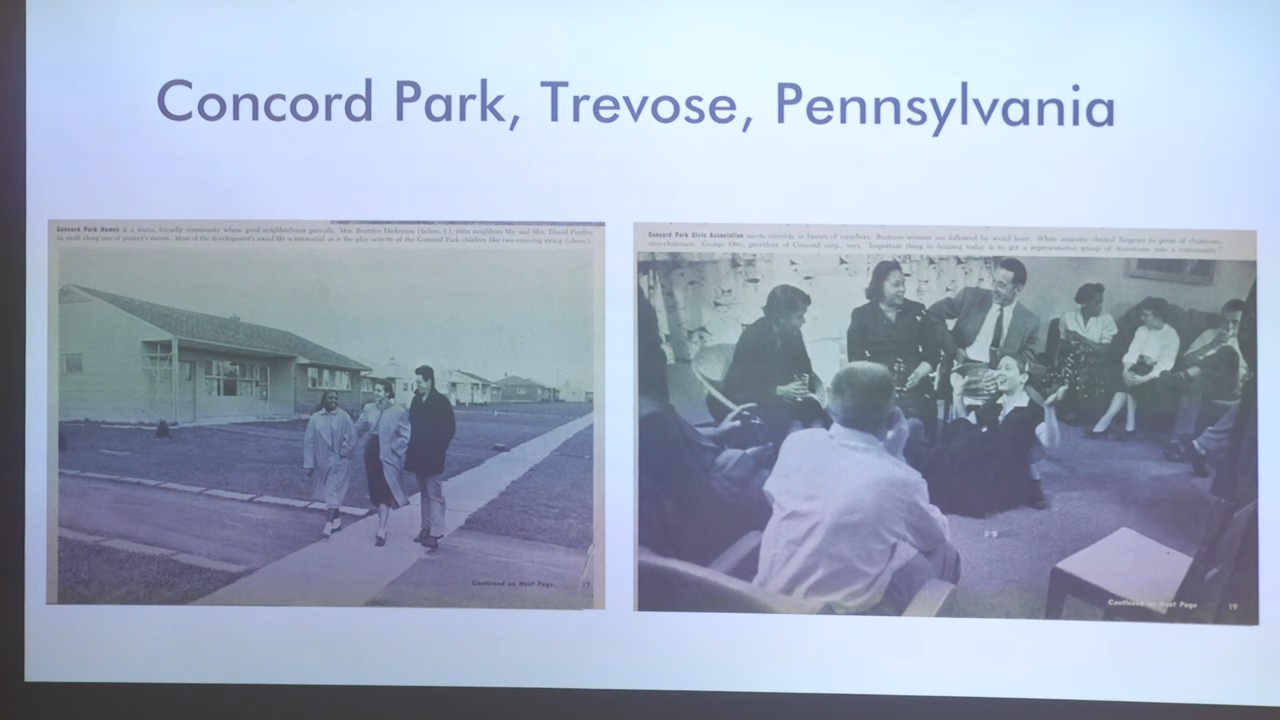 Concord Park, Trevose, Pennsylvania
Concord Park Homes is a warm, friendly community where good neighborliness prevails. Mrs. Beatrice Dickerson (below, l.), joins neighbors Mr. and Mrs. David
in stroll along one of project's streets. Most of the development's social life is interracial as is the play activity of the Concord Park children like two enjoying swing (above).
Continued on Next Page 17
Concord Park Civic Association meets monthly in homes of members. Business sessions are followed by social hour. White majority elected Negroes to posts of chairman,
vice-chairman. George Otto, president of Concord corp., says, "Important thing in housing today is to get a representative group of Americans into a community."
Continued on Next Page 19